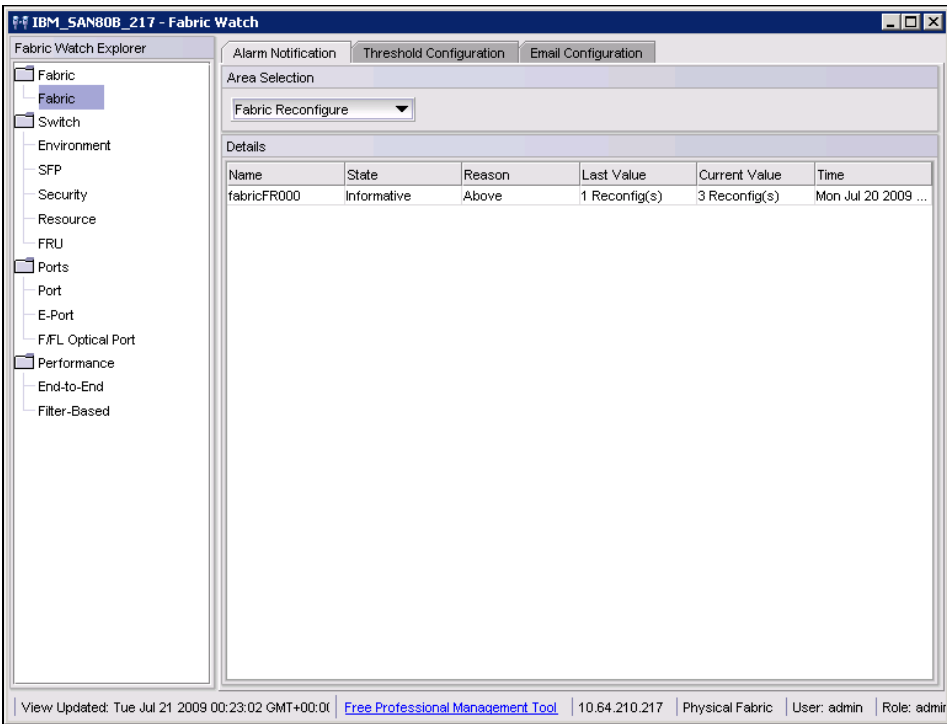 IBM_SAN80B_217 - Fabric Watch
Fabric Watch Explorer
Fabric
Fabric
Switch
Environment
SFP
Security
Resource
FRU
Ports
Port
E-Port
F/FL Optical Port
Performance
End-to-End
Filter-Based
Alarm Notification Threshold Configuration Email Configuration
Area Selection
Fabric Reconfigure
Details
Name State Reason Last Value Current Value Time
fabricFR000 Informative Above 1 Reconfig(s) 3 Reconfig(s) Mon Jul 20 2009 ...
View Updated: Tue Jul 21 2009 00:23:02 GMT+00:0( Free Professional Management Tool 10.64.210.217 Physical Fabric User: admin Role: admin